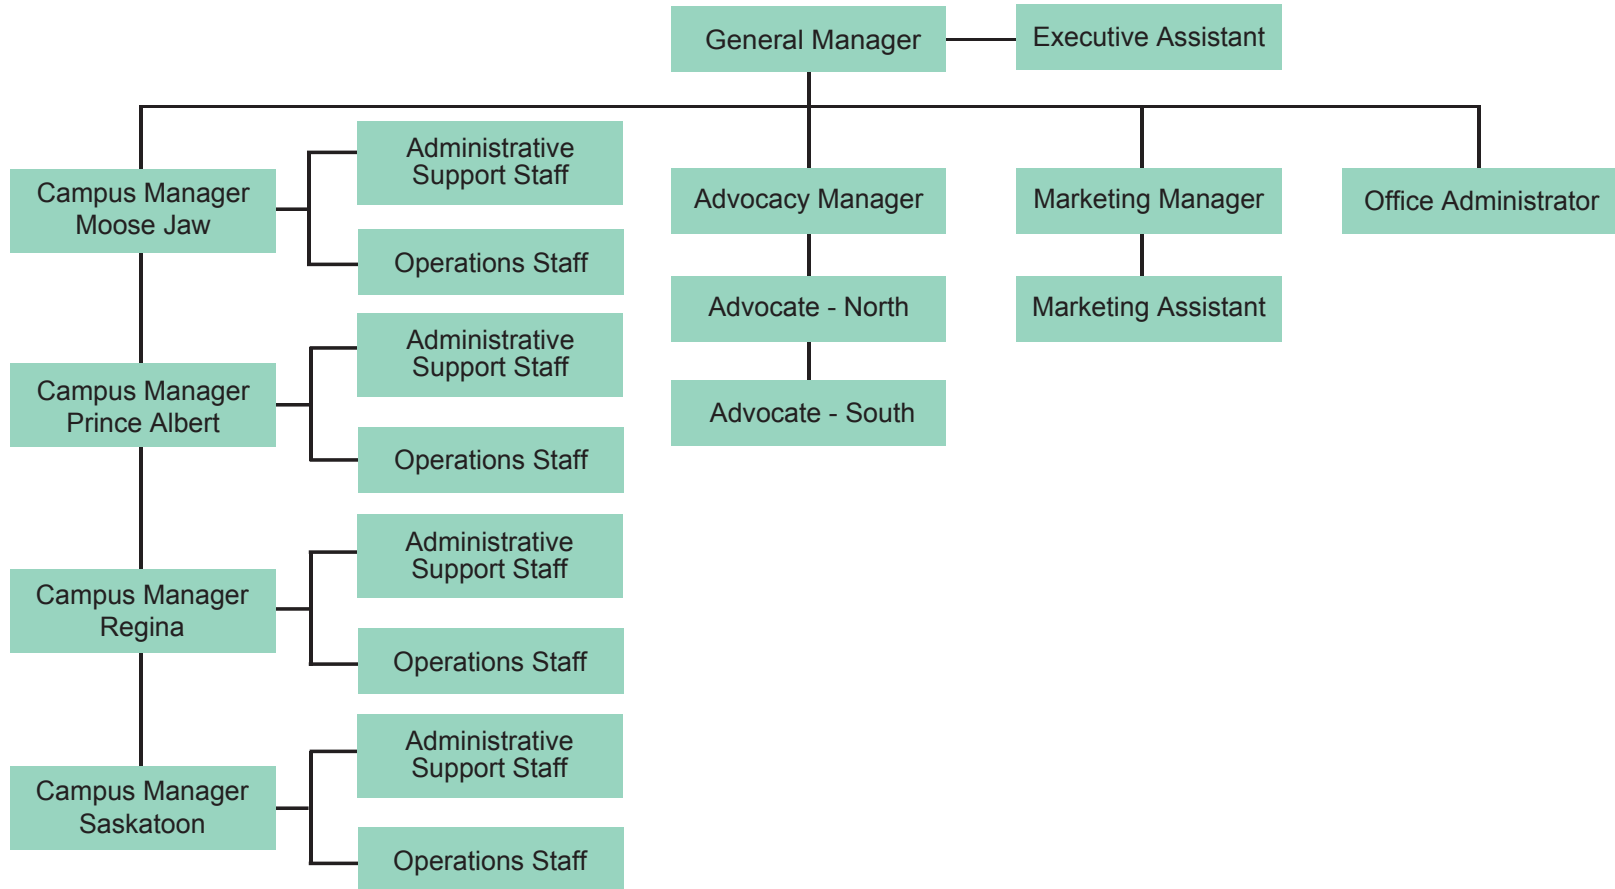 General Manager
Executive Assistant
Campus Manager
Moose Jaw
Administrative
Support Staff
Operations Staff
Advocacy Manager
Marketing Manager
Office Administrator
Advocate - North
Marketing Assistant
Advocate - South
Campus Manager
Prince Albert
Administrative
Support Staff
Operations Staff
Campus Manager
Regina
Administrative
Support Staff
Operations Staff
Campus Manager
Saskatoon
Administrative
Support Staff
Operations Staff